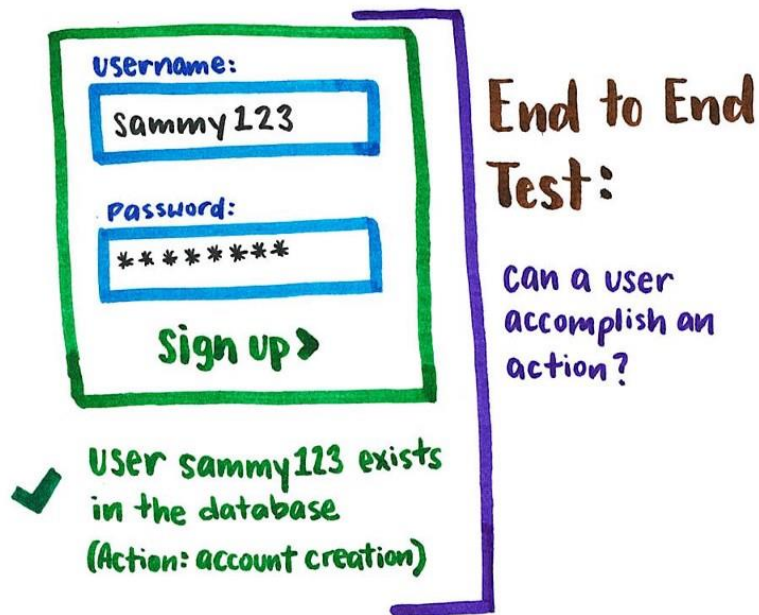 username:
sammy123
password:
********
Sign up >
✔ user sammy123 exists
in the database
(Action: account creation)
End to End
Test:
can a user
accomplish an
action?